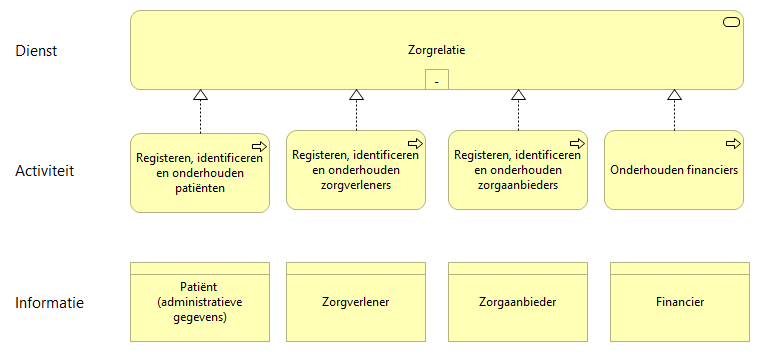 Dienst
Zorgrelatie
-
Activiteit
Registeren, identificeren
en onderhouden
patiënten
Registeren, identificeren
en onderhouden
zorgverleners
Registeren, identificeren
en onderhouden
zorgaanbieders
Onderhouden financiers
Informatie
Patiënt
(administratieve
gegevens)
Zorgverlener
Zorgaanbieder
Financier